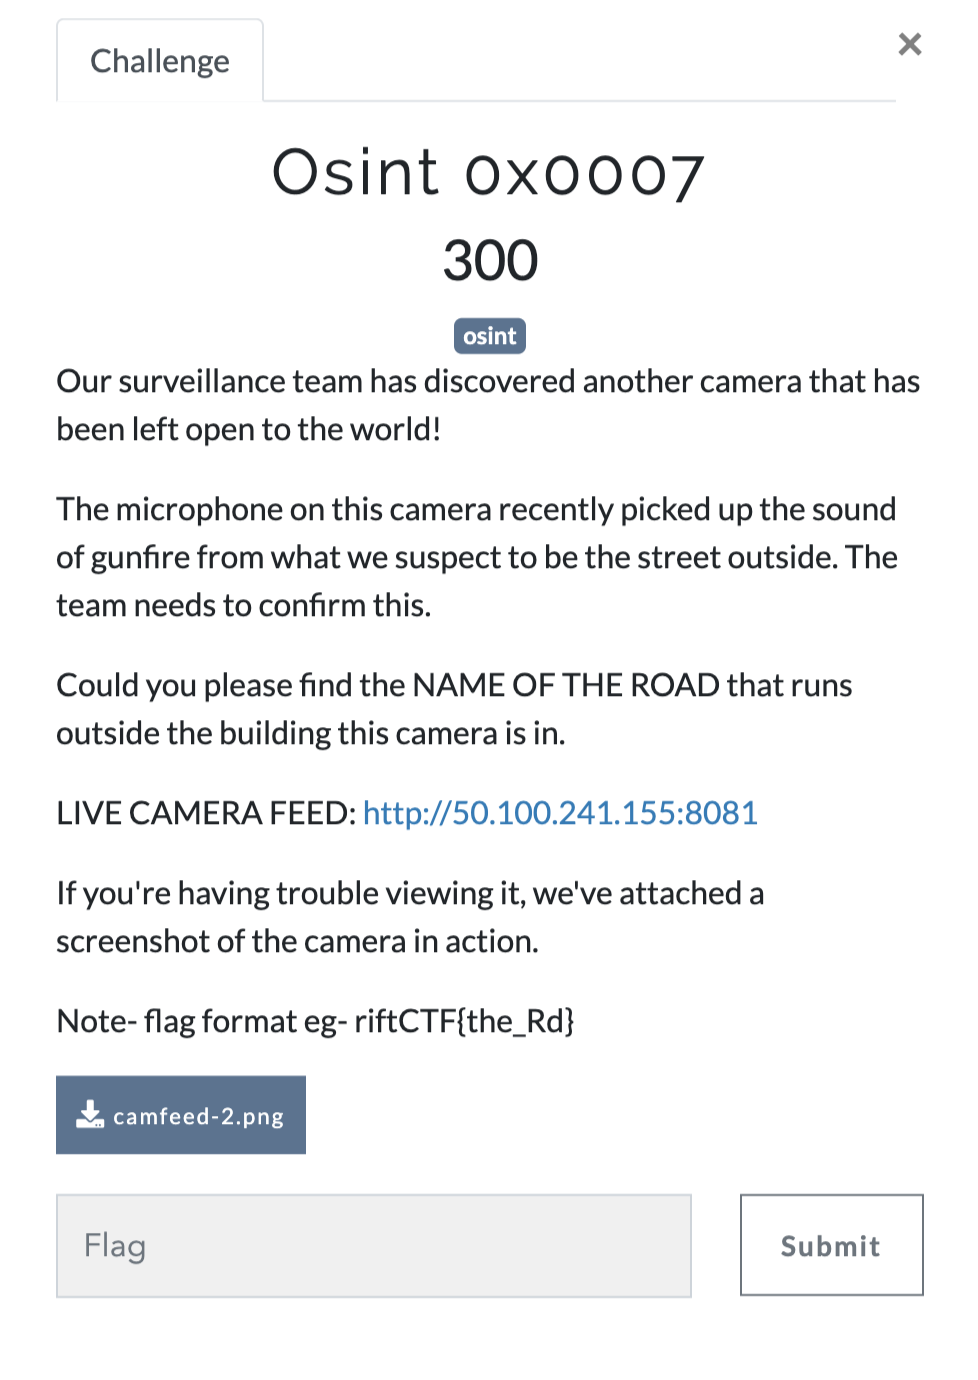 Challenge
×
Osint 0x0007
300
osint
Our surveillance team has discovered another camera that has
been left open to the world!
The microphone on this camera recently picked up the sound
of gunfire from what we suspect to be the street outside. The
team needs to confirm this.
Could you please find the NAME OF THE ROAD that runs
outside the building this camera is in.
LIVE CAMERA FEED: http://50.100.241.155:8081
If you're having trouble viewing it, we've attached a
screenshot of the camera in action.
Note- flag format eg- riftCTF{the_Rd}
camfeed-2.png
Flag
Submit